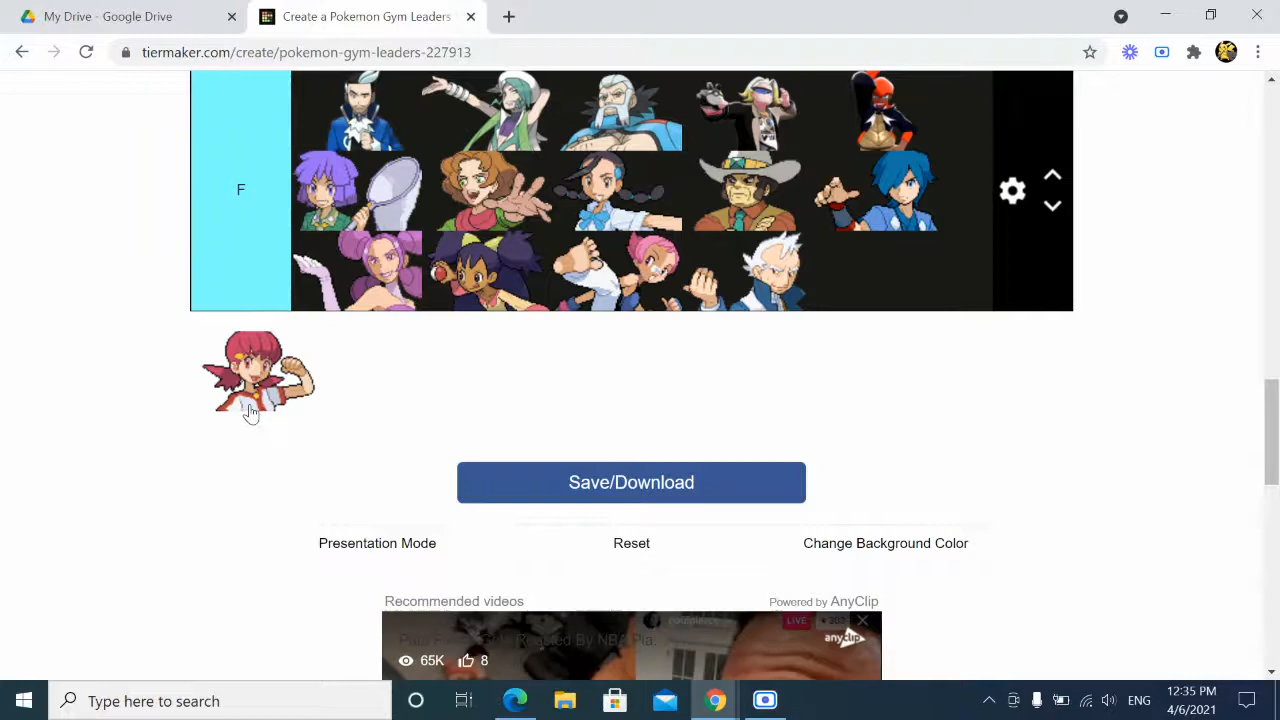 My Drive - Google Drive
Create a Pokemon Gym Leaders
tiermaker.com/create/pokemon-gym-leaders-227913
F
Save/Download
Presentation Mode
Reset
Change Background Color
Recommended videos
Powered by AnyClip
LIVE
65K
8
anyclip
Type here to search
ENG
12:35 PM
4/6/2021